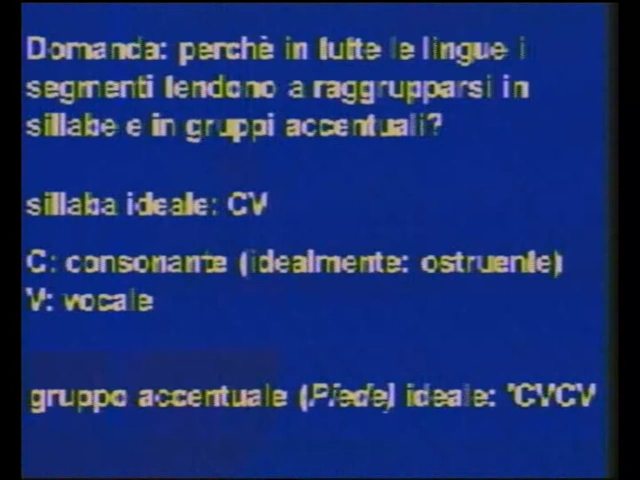 Domanda: perchè in tutte le lingue i
segmenti tendono a raggrupparsi in
sillabe e in gruppi accentuali?
sillaba ideale: CV
C: consonante (idealmente: ostruente)
V: vocale
gruppo accentuale (Piede) ideale: 'CVCV